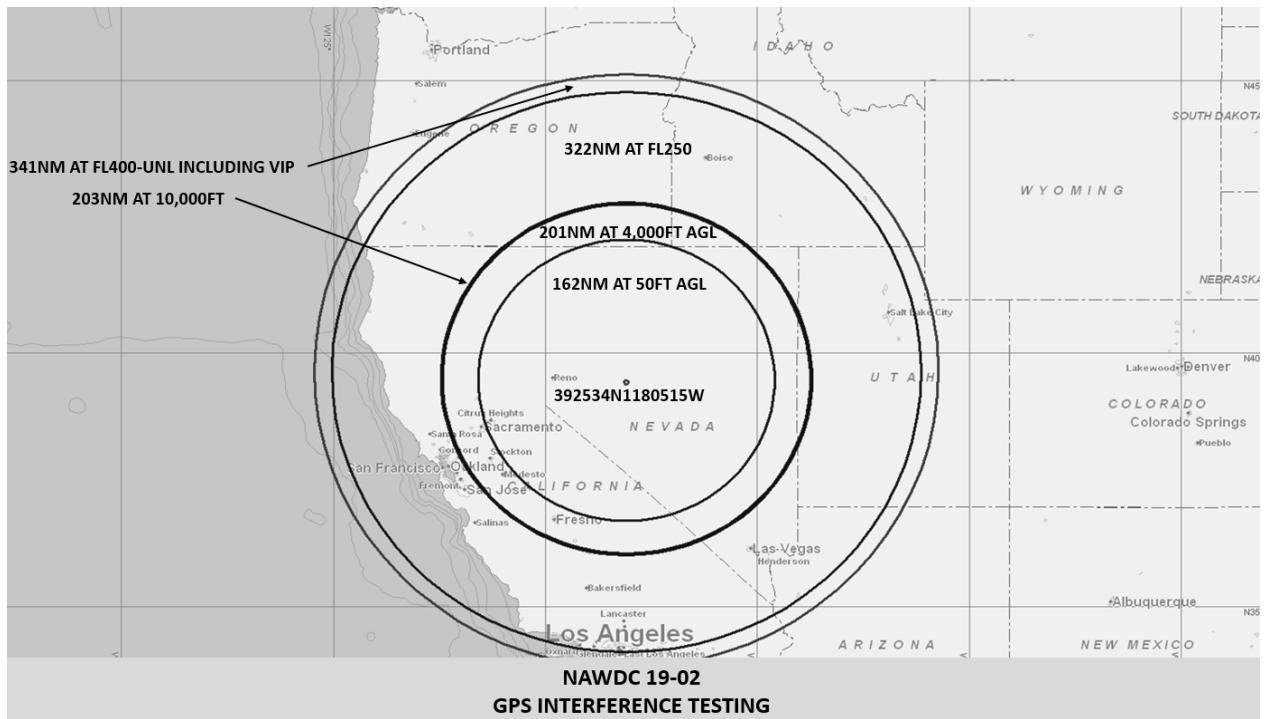 W125°
Portland
IDAHO
Salem
N45
SOUTH DAKOTA
Eugene
OREGON
322NM AT FL250
Boise
341NM AT FL400-UNL INCLUDING VIP
WYOMING
203NM AT 10,000FT
201NM AT 4,000FT AGL
162NM AT 50FT AGL
NEBRASKA
Salt Lake City
N40
Reno
392534N1180515W
UTAH
Lakewood
Denver
COLORADO
Colorado Springs
Citrus Heights
Sacramento
NEVADA
Santa Rosa
Pueblo
Concord
Stockton
San Francisco
Oakland
Modesto
Fremont
San Jose
CALIFORNIA
Salinas
Fresno
Las Vegas
Henderson
Bakersfield
Albuquerque
Lancaster
N35
Los Angeles
ARIZONA
NEW MEXICO
Oxnard
Glendale
East Los Angeles
NAWDC 19-02
GPS INTERFERENCE TESTING